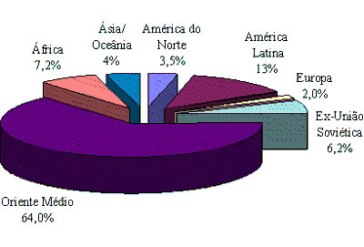 África
7,2%
Ásia/
Oceânia
4%
América do
Norte
3,5%
América
Latina
13%
Europa
2,0%
Ex-União
Soviética
6,2%
Oriente Médio
64,0%